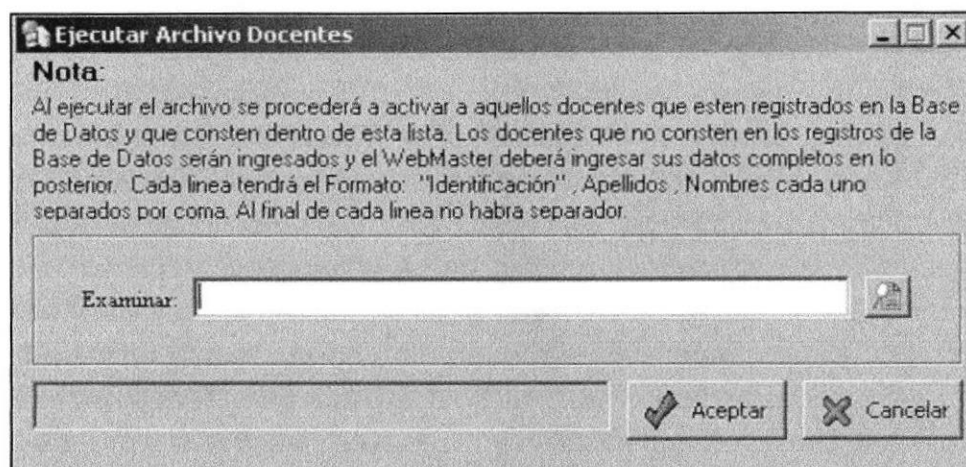 Ejecutar Archivo Docentes
Nota:
Al ejecutar el archivo se procederá a activar a aquellos docentes que esten registrados en la Base
de Datos y que consten dentro de esta lista. Los docentes que no consten en los registros de la
Base de Datos serán ingresados y el WebMaster deberá ingresar sus datos completos en lo
posterior. Cada linea tendrá el Formato: "Identificación" , Apellidos , Nombres cada uno
separados por coma. Al final de cada linea no habra separador.
Examinar:
Aceptar
Cancelar